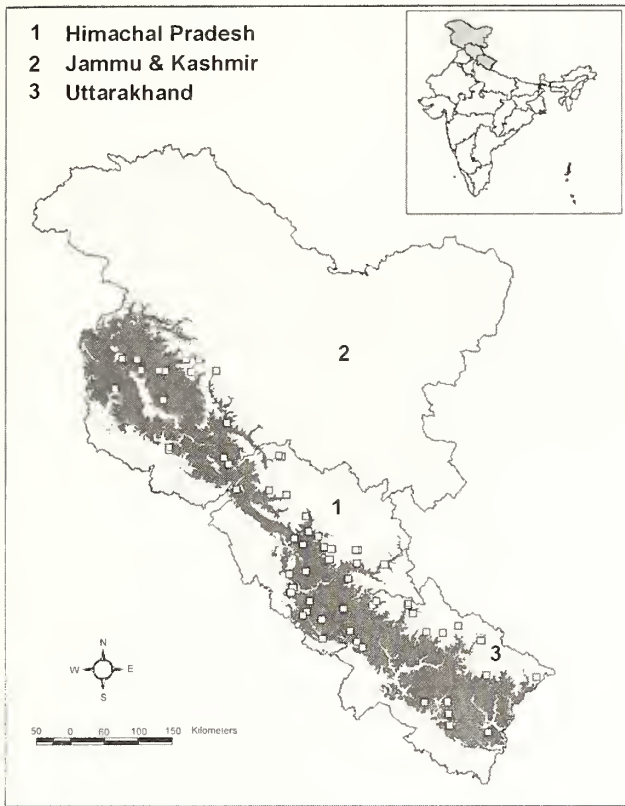 1 Himachal Pradesh
2 Jammu & Kashmir
3 Uttarakhand
2
1
3
N
W E
S
50 0 50 100 150 Kilometers